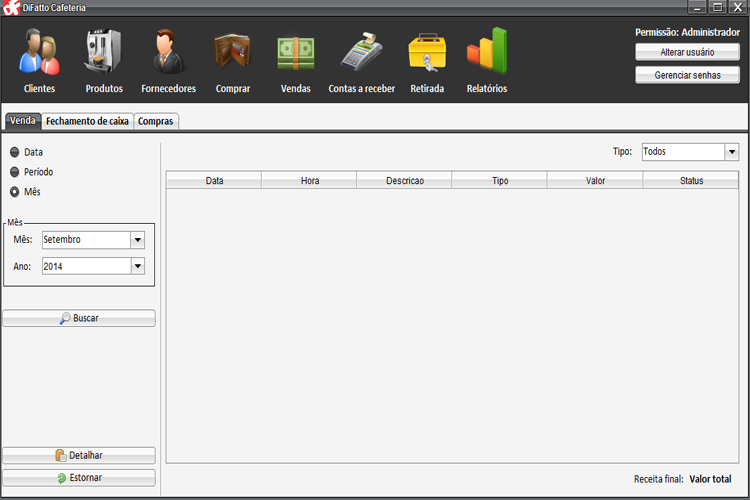 DiFatto Cafeteria
Permissão: Administrador
Alterar usuário
Gerenciar senhas
Clientes Produtos Fornecedores Comprar Vendas Contas a receber Retirada Relatórios
Venda Fechamento de caixa Compras
Data
Período
Mês
Tipo: Todos
Data Hora Descricao Tipo Valor Status
Mês
Mês: Setembro
Ano: 2014
Buscar
Detalhar
Estornar
Receita final: Valor total